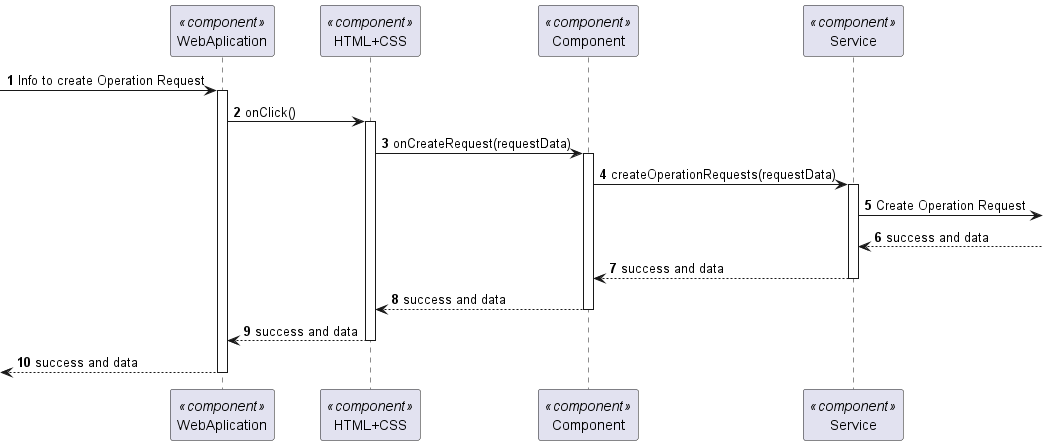 «component»
WebAplication
«component»
HTML+CSS
«component»
Component
«component»
Service
1 Info to create Operation Request
2 onClick()
3 onCreateRequest(requestData)
4 createOperationRequests(requestData)
5 Create Operation Request
6 success and data
7 success and data
8 success and data
9 success and data
10 success and data
«component»
WebAplication
«component»
HTML+CSS
«component»
Component
«component»
Service